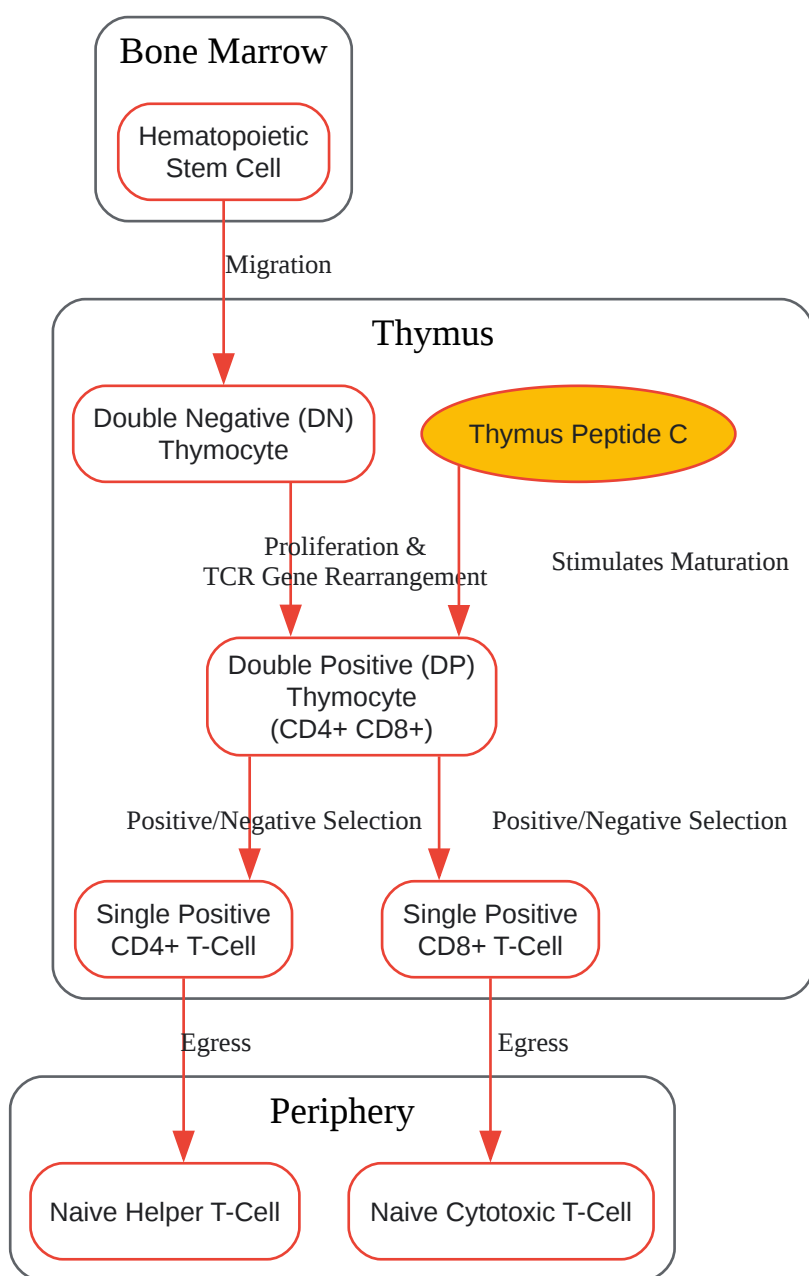 Bone Marrow
Hematopoietic
Stem Cell
Migration
Thymus
Double Negative (DN)
Thymocyte
Thymus Peptide C
Proliferation &
TCR Gene Rearrangement
Stimulates Maturation
Double Positive (DP)
Thymocyte
(CD4+ CD8+)
Positive/Negative Selection
Positive/Negative Selection
Single Positive
CD4+ T-Cell
Single Positive
CD8+ T-Cell
Egress
Egress
Periphery
Naive Helper T-Cell
Naive Cytotoxic T-Cell